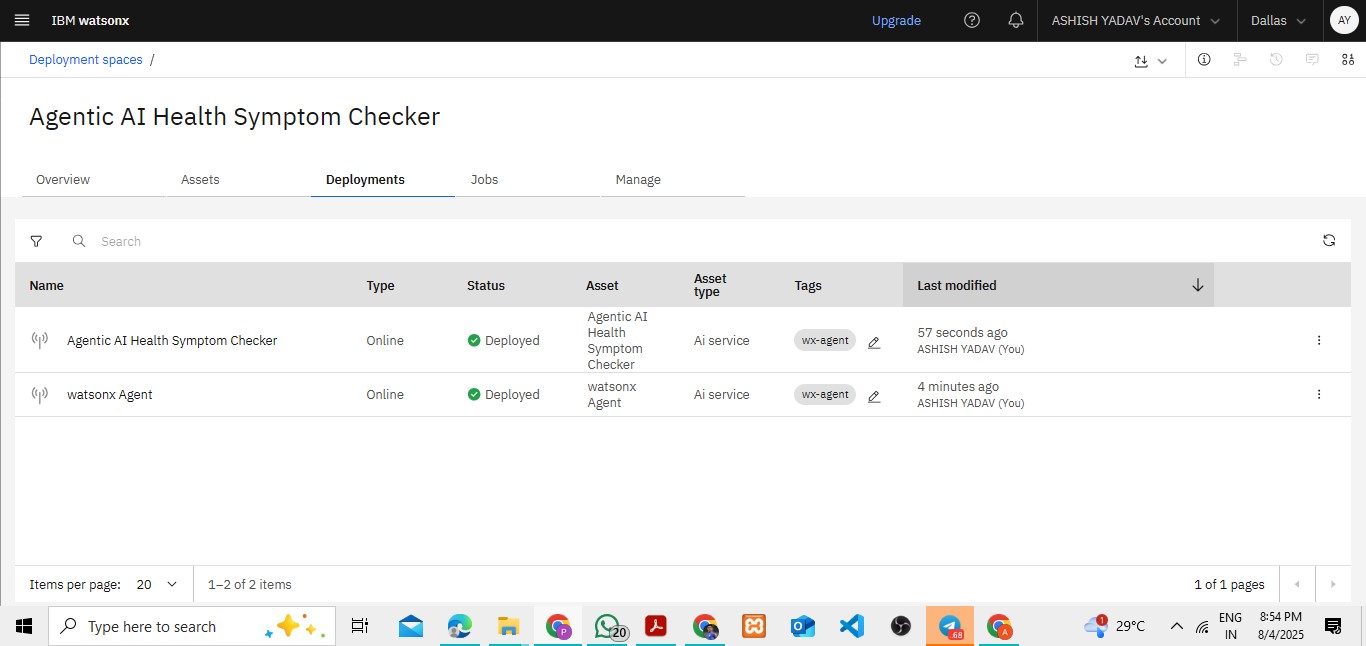 IBM watsonx
Upgrade
ASHISH YADAV's Account
Dallas
AY
Deployment spaces /
Agentic AI Health Symptom Checker
Overview
Assets
Deployments
Jobs
Manage
Search
Name
Type
Status
Asset
Asset
type
Tags
Last modified
Agentic AI Health Symptom Checker
Online
Deployed
Agentic AI
Health
Symptom
Checker
Ai service
wx-agent
57 seconds ago
ASHISH YADAV (You)
watsonx Agent
Online
Deployed
watsonx
Agent
Ai service
wx-agent
4 minutes ago
ASHISH YADAV (You)
Items per page: 20
1–2 of 2 items
1 of 1 pages
Type here to search
P
20
.68
A
1
29°C
ENG
IN
8:54 PM
8/4/2025